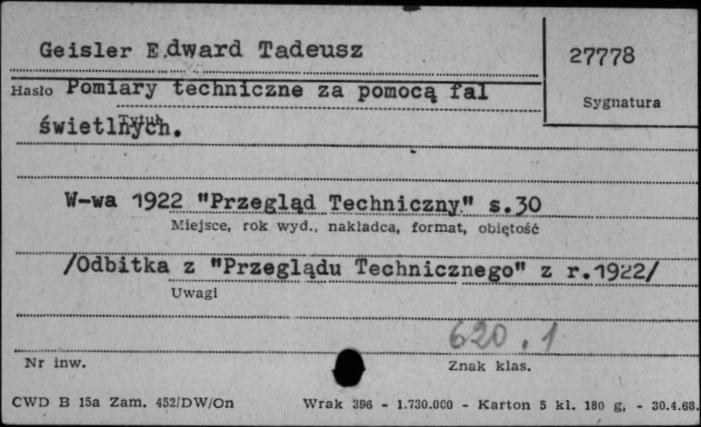 Geisler Edward Tadeusz
27778
Hasło Pomiary techniczne za pomocą fal
Sygnatura
świetlnych.
W-wa 1922 "Przegląd Techniczny" s.30
Miejsce, rok wyd., nakładca, format, objętość
/Odbitka z "Przeglądu Technicznego" z r.1922/
Uwagi
620.1
Nr inw.
Znak klas.
CWD B 15a Zam. 452/DW/On Wrak 396 - 1.730.000 - Karton 5 kl. 180 g, - 30.4.68.